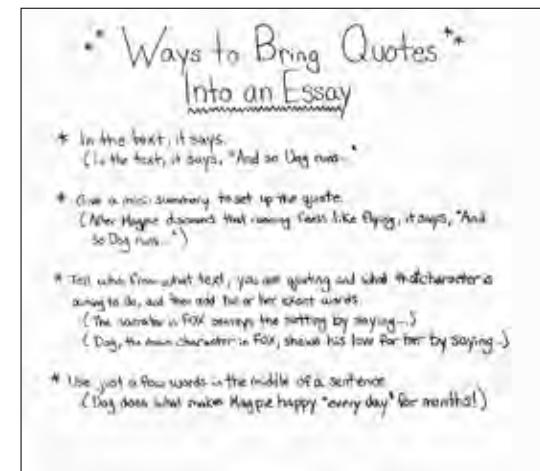 Ways to Bring Quotes
Into an Essay
* In the text, it says.
(In the text, it says, "And so Dog runs..."
* Give a mini summary to set up the quote.
(After Magpie discovers that running feels like flying, it says, "And
so Dog runs...")
* Tell who, from what text, you are quoting and what that character is
aiming to do, and then add his or her exact words.
(The narrator in FOX conveys the setting by saying...)
(Dog, the main character in FOX, shows his love for her by saying...)
* Use just a few words in the middle of a sentence
(Dog does what makes Magpie happy "every day" for months!)